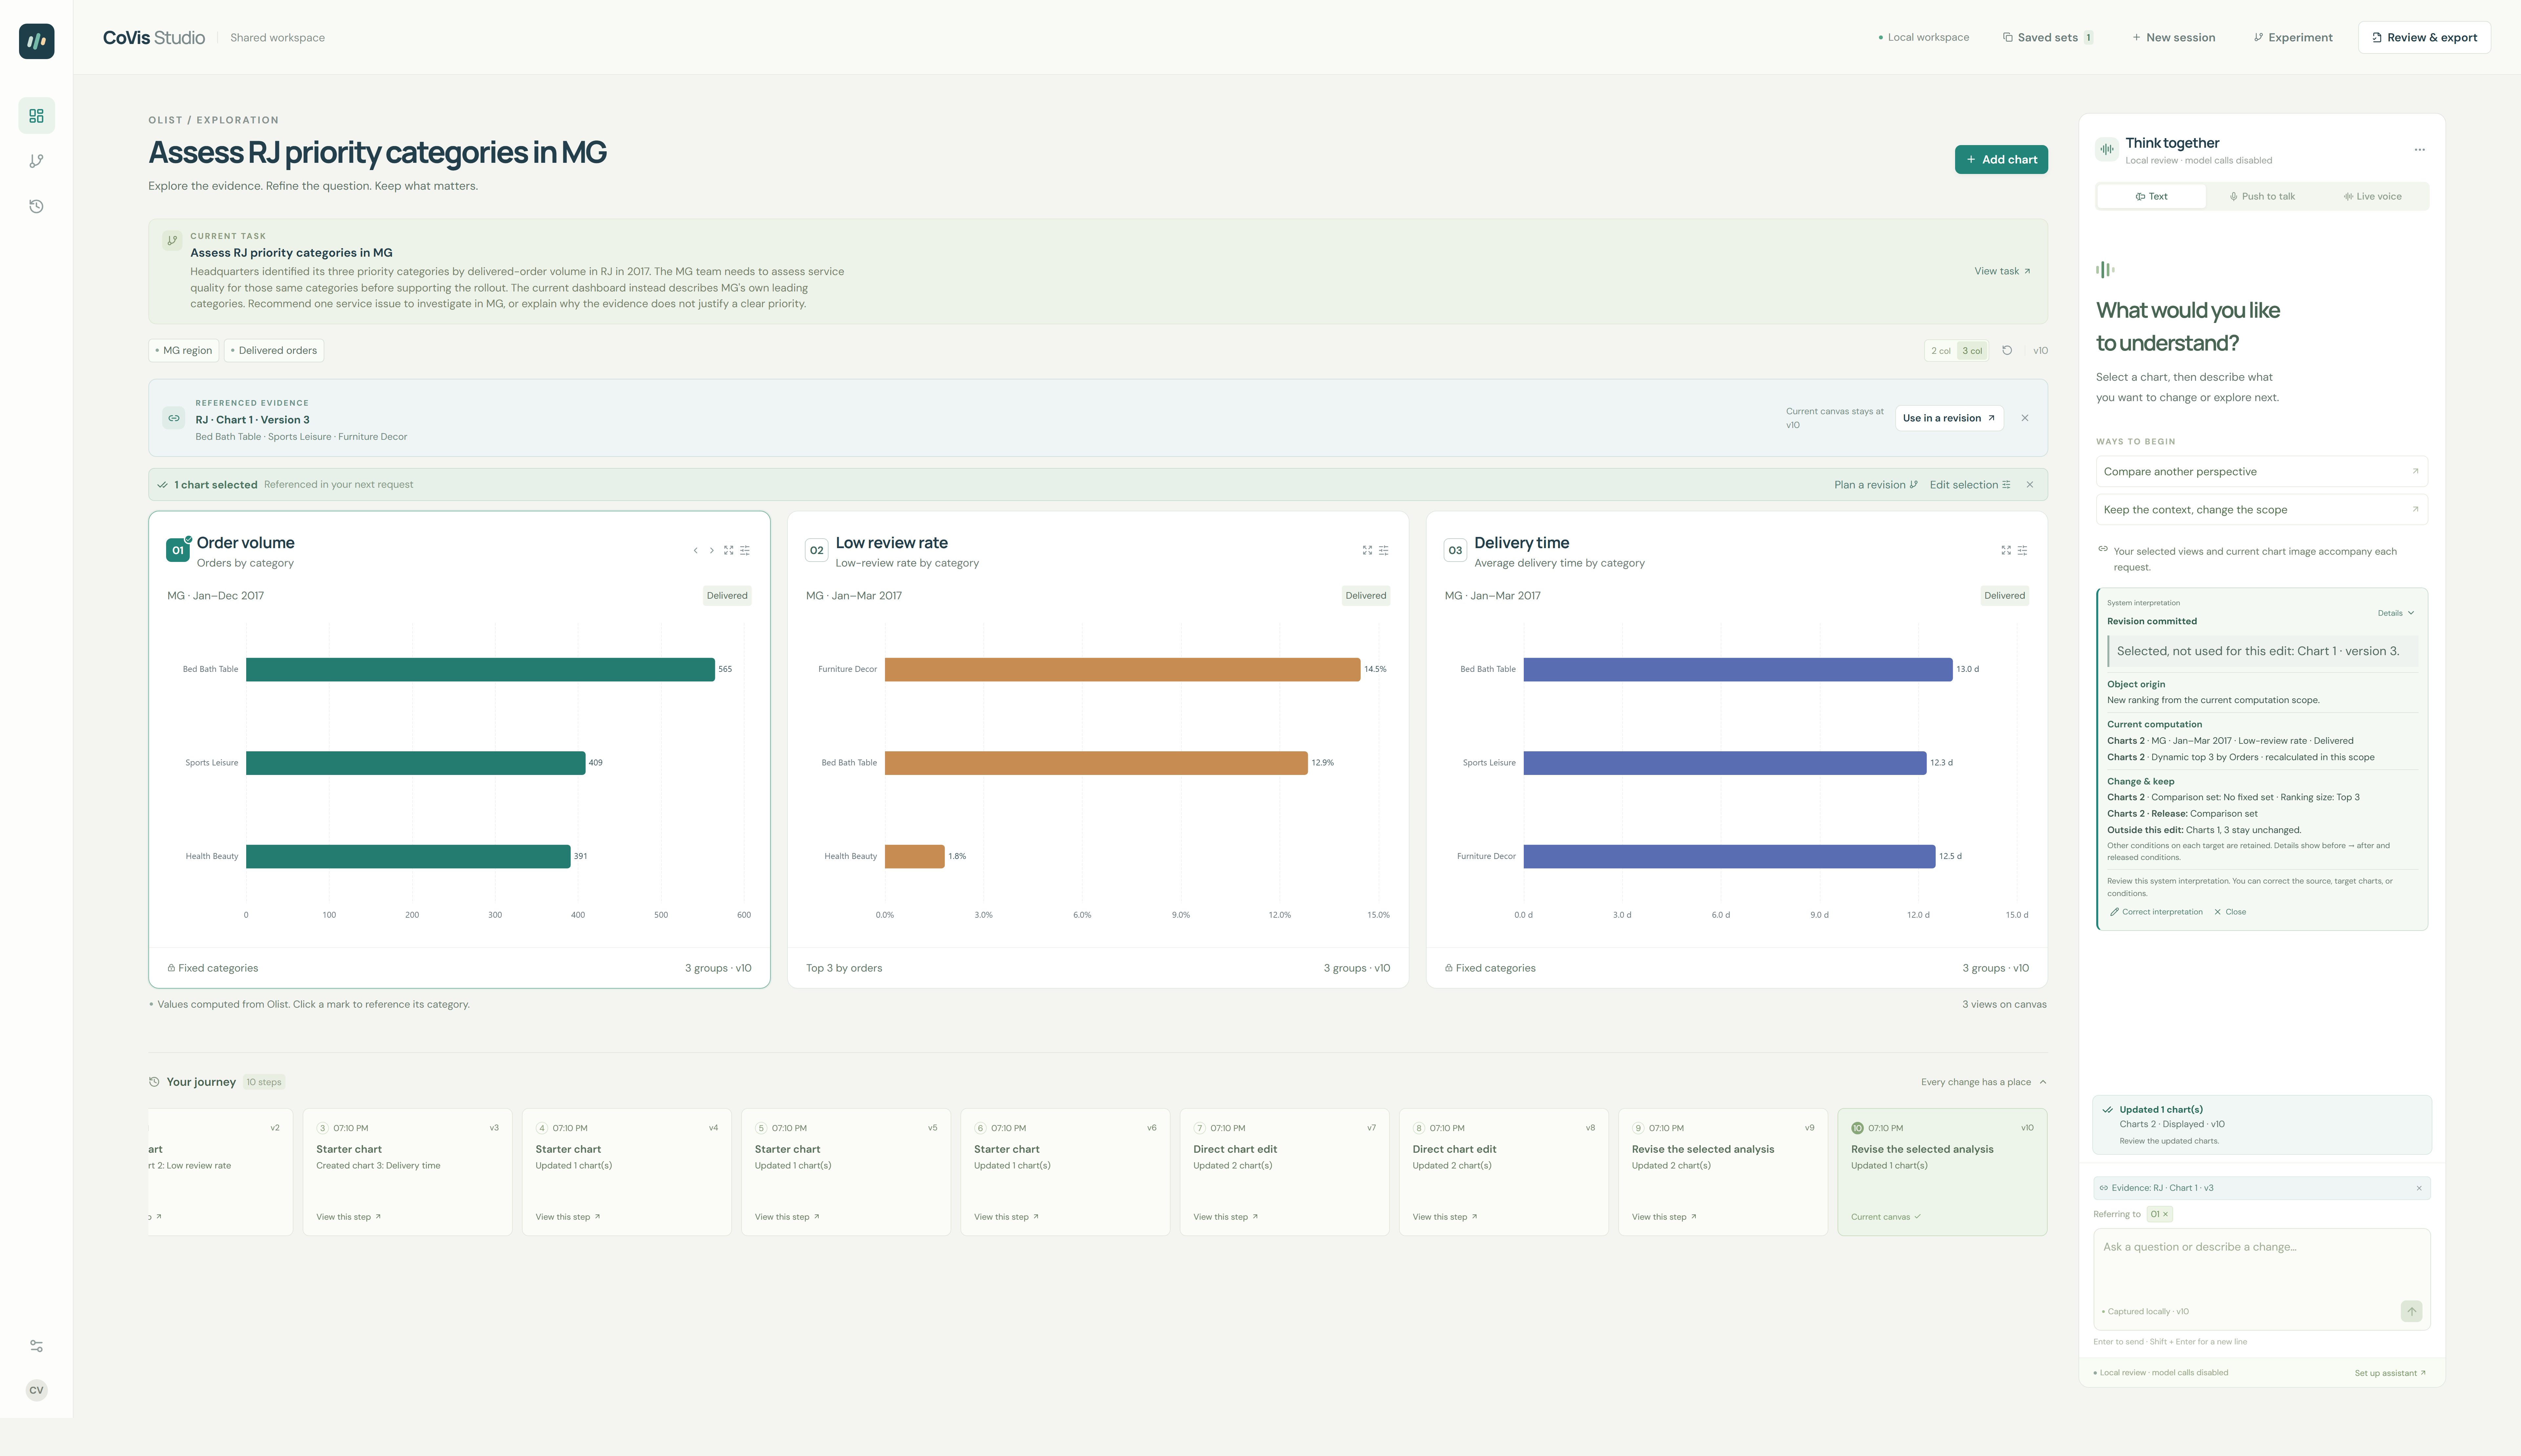 CoVis Studio
Shared workspace
Local workspace
Saved sets 1
New session
Experiment
Review & export
OLIST / EXPLORATION
Assess RJ priority categories in MG
Explore the evidence. Refine the question. Keep what matters.
Add chart
CURRENT TASK
Assess RJ priority categories in MG
Headquarters identified its three priority categories by delivered-order volume in RJ in 2017. The MG team needs to assess service
quality for those same categories before supporting the rollout. The current dashboard instead describes MG's own leading
categories. Recommend one service issue to investigate in MG, or explain why the evidence does not justify a clear priority.
View task
MG region
Delivered orders
2 col
3 col
v10
REFERENCED EVIDENCE
RJ · Chart 1 · Version 3
Bed Bath Table · Sports Leisure · Furniture Decor
Current canvas stays at
v10
Use in a revision
1 chart selected
Referenced in your next request
Plan a revision
Edit selection
01
Order volume
Orders by category
MG · Jan–Dec 2017
Delivered
Bed Bath Table
565
Sports Leisure
409
Health Beauty
391
0 100 200 300 400 500 600
Fixed categories
3 groups · v10
02
Low review rate
Low-review rate by category
MG · Jan–Mar 2017
Delivered
Furniture Decor
14.5%
Bed Bath Table
12.9%
Health Beauty
1.8%
0.0% 3.0% 6.0% 9.0% 12.0% 15.0%
Top 3 by orders
3 groups · v10
03
Delivery time
Average delivery time by category
MG · Jan–Mar 2017
Delivered
Bed Bath Table
13.0 d
Sports Leisure
12.3 d
Furniture Decor
12.5 d
0.0 d 3.0 d 6.0 d 9.0 d 12.0 d 15.0 d
Fixed categories
3 groups · v10
Values computed from Olist. Click a mark to reference its category.
3 views on canvas
Your journey
10 steps
Every change has a place
v2
art
rt 2: Low review rate
3 07:10 PM v3
Starter chart
Created chart 3: Delivery time
View this step
4 07:10 PM v4
Starter chart
Updated 1 chart(s)
View this step
5 07:10 PM v5
Starter chart
Updated 1 chart(s)
View this step
6 07:10 PM v6
Starter chart
Updated 1 chart(s)
View this step
7 07:10 PM v7
Direct chart edit
Updated 2 chart(s)
View this step
8 07:10 PM v8
Direct chart edit
Updated 2 chart(s)
View this step
9 07:10 PM v9
Revise the selected analysis
Updated 2 chart(s)
View this step
10 07:10 PM v10
Revise the selected analysis
Updated 1 chart(s)
Current canvas
CV
Think together
Local review · model calls disabled
Text
Push to talk
Live voice
What would you like
to understand?
Select a chart, then describe what
you want to change or explore next.
WAYS TO BEGIN
Compare another perspective
Keep the context, change the scope
Your selected views and current chart image accompany each
request.
System interpretation
Details
Revision committed
Selected, not used for this edit: Chart 1 · version 3.
Object origin
New ranking from the current computation scope.
Current computation
Charts 2 · MG · Jan–Mar 2017 · Low-review rate · Delivered
Charts 2 · Dynamic top 3 by Orders · recalculated in this scope
Change & keep
Charts 2 · Comparison set: No fixed set · Ranking size: Top 3
Charts 2 · Release: Comparison set
Outside this edit: Charts 1, 3 stay unchanged.
Other conditions on each target are retained. Details show before → after and
released conditions.
Review this system interpretation. You can correct the source, target charts, or
conditions.
Correct interpretation
Close
Updated 1 chart(s)
Charts 2 · Displayed · v10
Review the updated charts.
Evidence: RJ · Chart 1 · v3
Referring to 01
Ask a question or describe a change…
Captured locally · v10
Enter to send · Shift + Enter for a new line
Local review · model calls disabled
Set up assistant